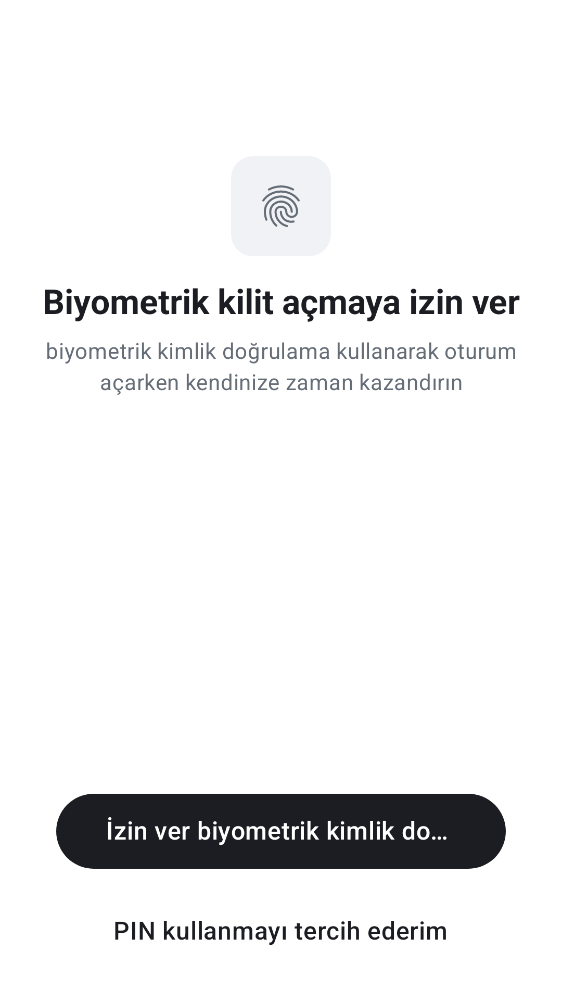 Biyometrik kilit açmaya izin ver
biyometrik kimlik doğrulama kullanarak oturum
açarken kendinize zaman kazandırın
İzin ver biyometrik kimlik do...
PIN kullanmayı tercih ederim